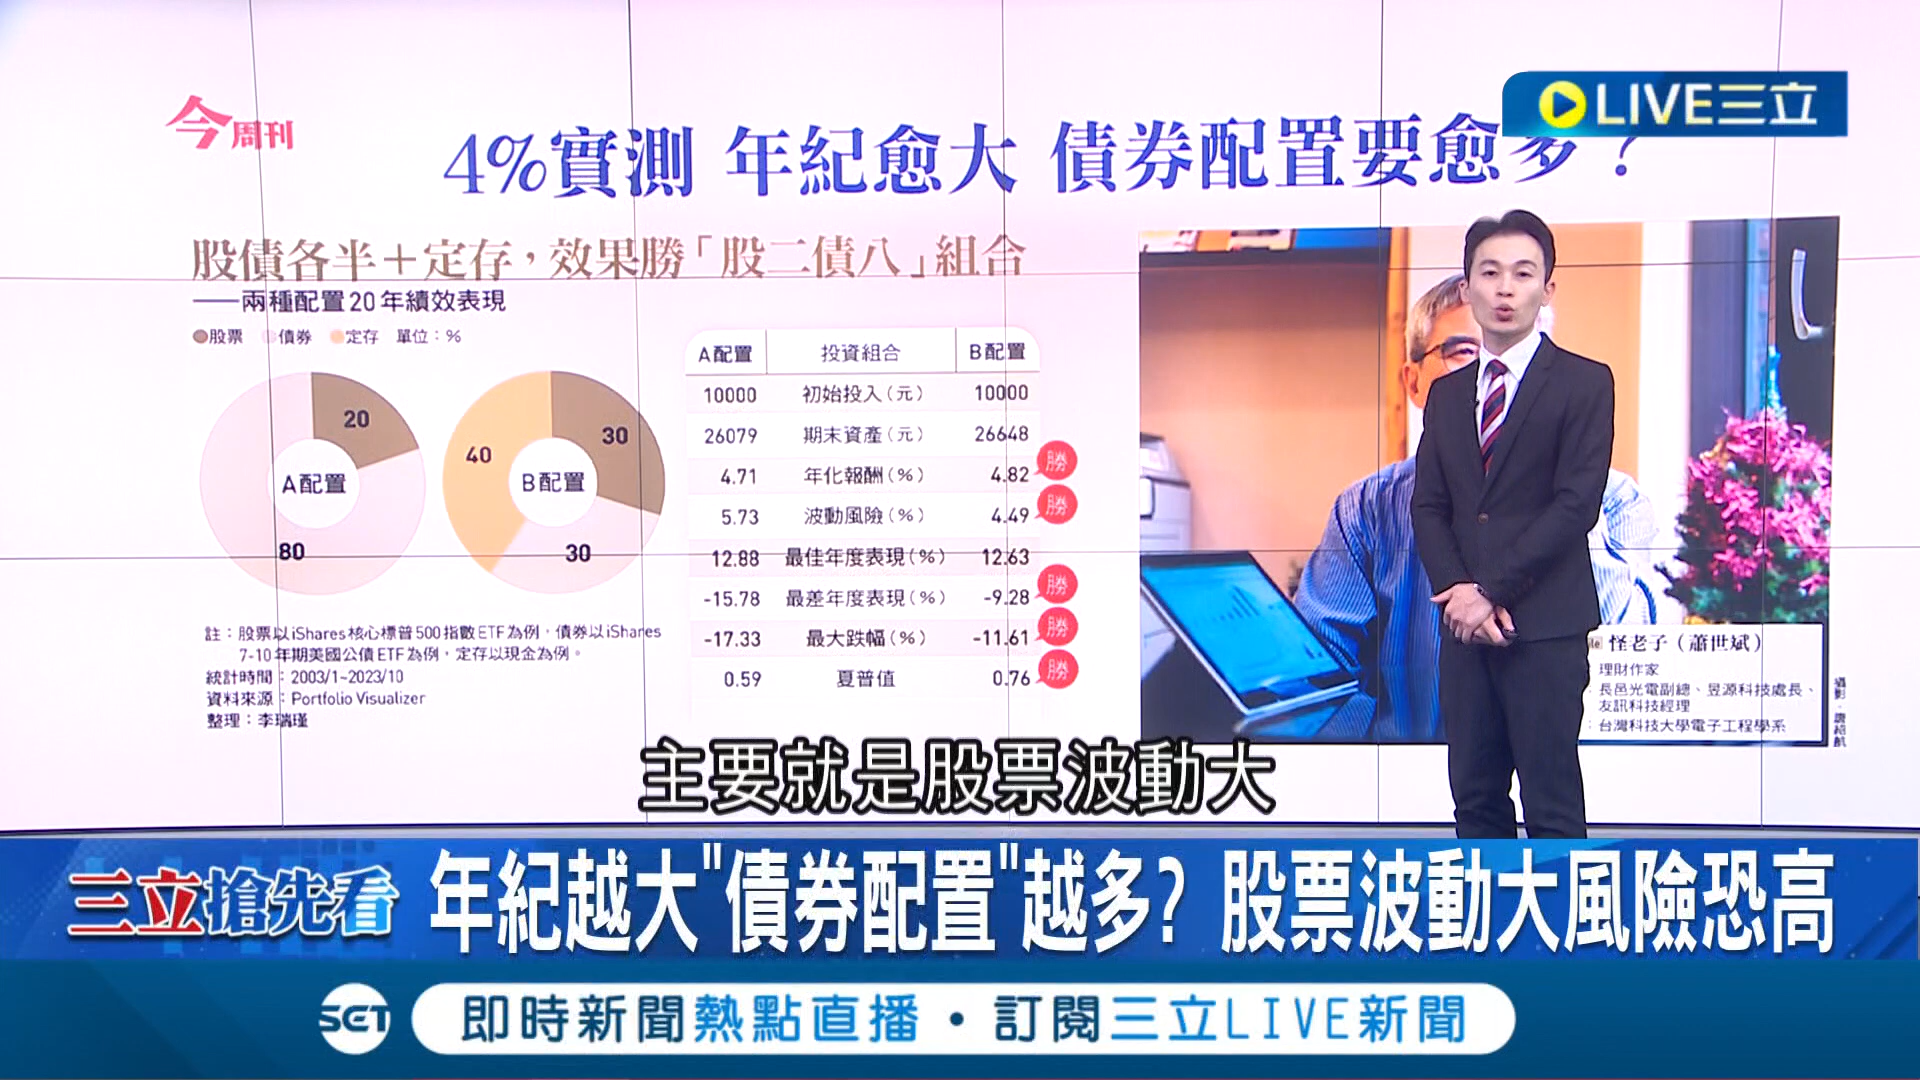 LIVE三立
今周刊
4%實測 年紀愈大 債券配置要愈多？
股債各半＋定存，效果勝「股二債八」組合
——兩種配置20年績效表現
●股票 ●債券 ●定存 單位：%
20
A配置
80
30
40
B配置
30
A配置 投資組合 B配置
10000 初始投入（元） 10000
26079 期末資產（元） 26648
4.71 年化報酬（%） 4.82 勝
5.73 波動風險（%） 4.49 勝
12.88 最佳年度表現（%） 12.63
-15.78 最差年度表現（%） -9.28 勝
-17.33 最大跌幅（%） -11.61 勝
0.59 夏普值 0.76 勝
註：股票以iShares核心標普500指數ETF為例，債券以iShares
7-10年期美國公債ETF為例，定存以現金為例。
統計時間：2003/1~2023/10
資料來源：Portfolio Visualizer
整理：李瑞瑾
怪老子（蕭世斌）
理財作家
長邑光電副總、昱源科技處長、
友訊科技經理
台灣科技大學電子工程學系
主要就是股票波動大
三立搶先看
年紀越大"債券配置"越多? 股票波動大風險恐高
SET
即時新聞熱點直播・訂閱三立LIVE新聞